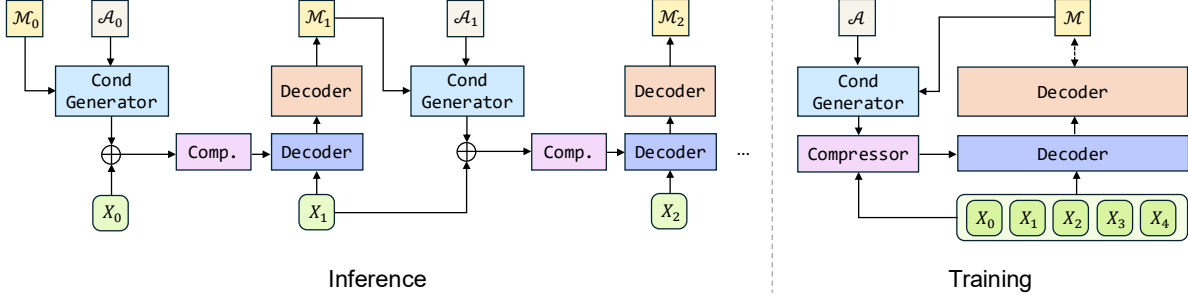 ℳ₀
𝒜₀
ℳ₁
𝒜₁
ℳ₂
𝒜
ℳ
Cond
Generator
Decoder
Cond
Generator
Decoder
Cond
Generator
Decoder
Comp.
Decoder
Comp.
Decoder
...
Compressor
Decoder
X₀
X₁
X₂
X₀
X₁
X₂
X₃
X₄
Inference
Training